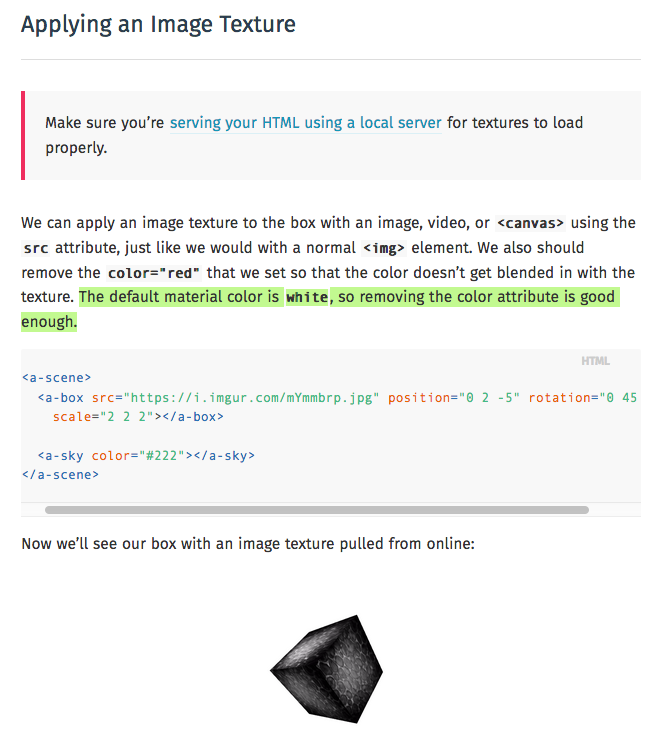 Applying an Image Texture
Make sure you’re serving your HTML using a local server for textures to load
properly.
We can apply an image texture to the box with an image, video, or <canvas> using the
src attribute, just like we would with a normal <img> element. We also should
remove the color="red" that we set so that the color doesn’t get blended in with the
texture. The default material color is white, so removing the color attribute is good
enough.
HTML
<a-scene>
<a-box src="https://i.imgur.com/mYmmbrp.jpg" position="0 2 -5" rotation="0 45
scale="2 2 2"></a-box>
<a-sky color="#222"></a-sky>
</a-scene>
Now we’ll see our box with an image texture pulled from online: